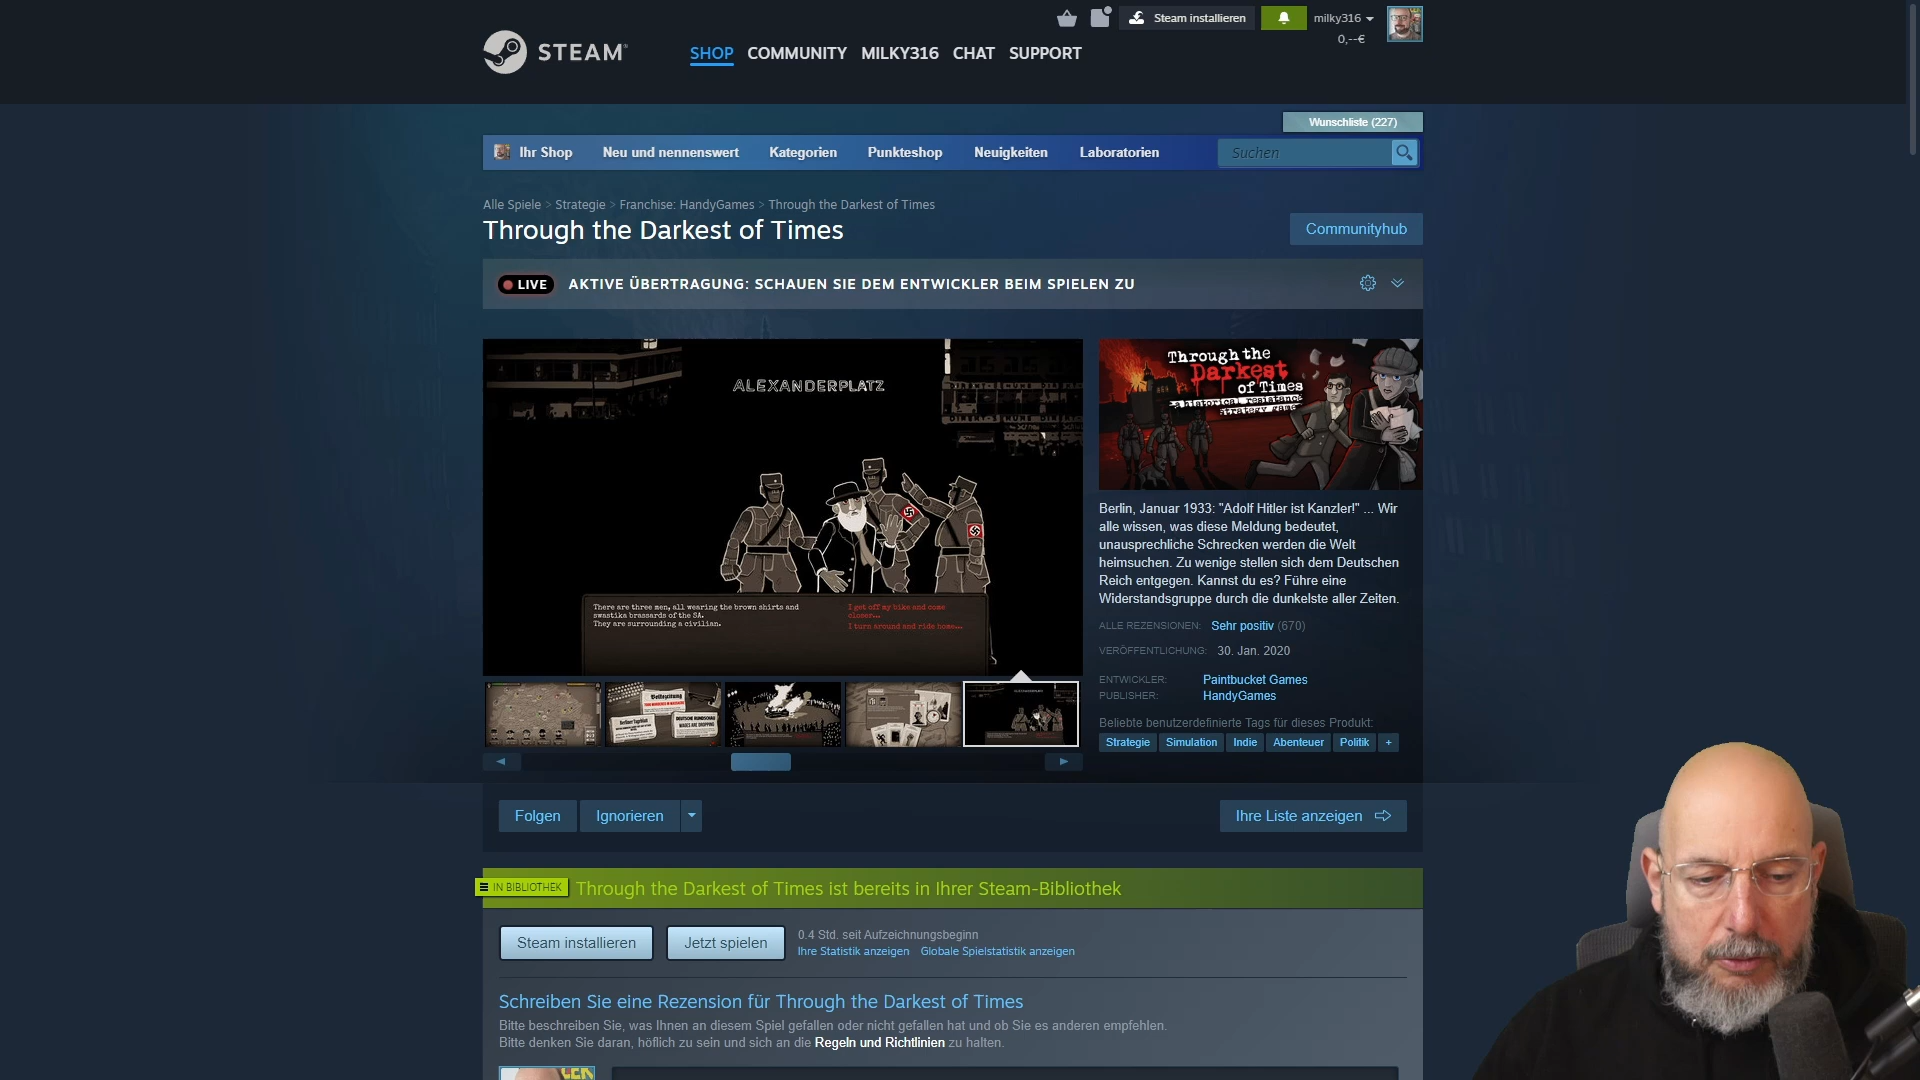 Steam installieren
milky316
0,--€
STEAM
SHOP COMMUNITY MILKY316 CHAT SUPPORT
Wunschliste (227)
Ihr Shop Neu und nennenswert Kategorien Punkteshop Neuigkeiten Laboratorien Suchen
Alle Spiele > Strategie > Franchise: HandyGames > Through the Darkest of Times
Through the Darkest of Times
Communityhub
LIVE AKTIVE ÜBERTRAGUNG: SCHAUEN SIE DEM ENTWICKLER BEIM SPIELEN ZU
ALEXANDERPLATZ
There are three men, all wearing the brown shirts and
swastika brassards of the SA.
They are surrounding a civilian.
I get off my bike and come
closer...
I turn around and ride home...
Through the
Darkest
of Times
a historical resistance
strategy game
Berlin, Januar 1933: "Adolf Hitler ist Kanzler!" ... Wir
alle wissen, was diese Meldung bedeutet,
unausprechliche Schrecken werden die Welt
heimsuchen. Zu wenige stellen sich dem Deutschen
Reich entgegen. Kannst du es? Führe eine
Widerstandsgruppe durch die dunkelste aller Zeiten.
ALLE REZENSIONEN: Sehr positiv (670)
VERÖFFENTLICHUNG: 30. Jan. 2020
ENTWICKLER: Paintbucket Games
PUBLISHER: HandyGames
Beliebte benutzerdefinierte Tags für dieses Produkt:
Strategie Simulation Indie Abenteuer Politik +
Folgen Ignorieren
Ihre Liste anzeigen
IN BIBLIOTHEK Through the Darkest of Times ist bereits in Ihrer Steam-Bibliothek
Steam installieren Jetzt spielen
0.4 Std. seit Aufzeichnungsbeginn
Ihre Statistik anzeigen Globale Spielstatistik anzeigen
Schreiben Sie eine Rezension für Through the Darkest of Times
Bitte beschreiben Sie, was Ihnen an diesem Spiel gefallen oder nicht gefallen hat und ob Sie es anderen empfehlen.
Bitte denken Sie daran, höflich zu sein und sich an die Regeln und Richtlinien zu halten.